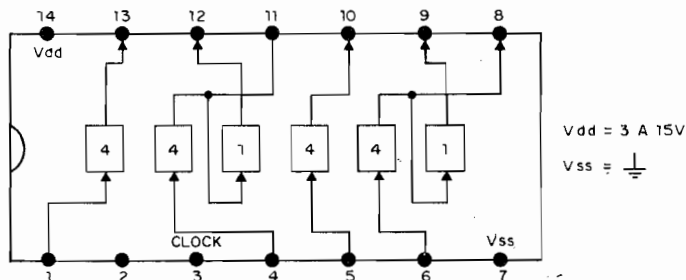 14 13 12 11 10 9 8
Vdd
4 4 1 4 4 1
Vdd = 3 A 15V
Vss =
CLOCK Vss
1 2 3 4 5 6 7